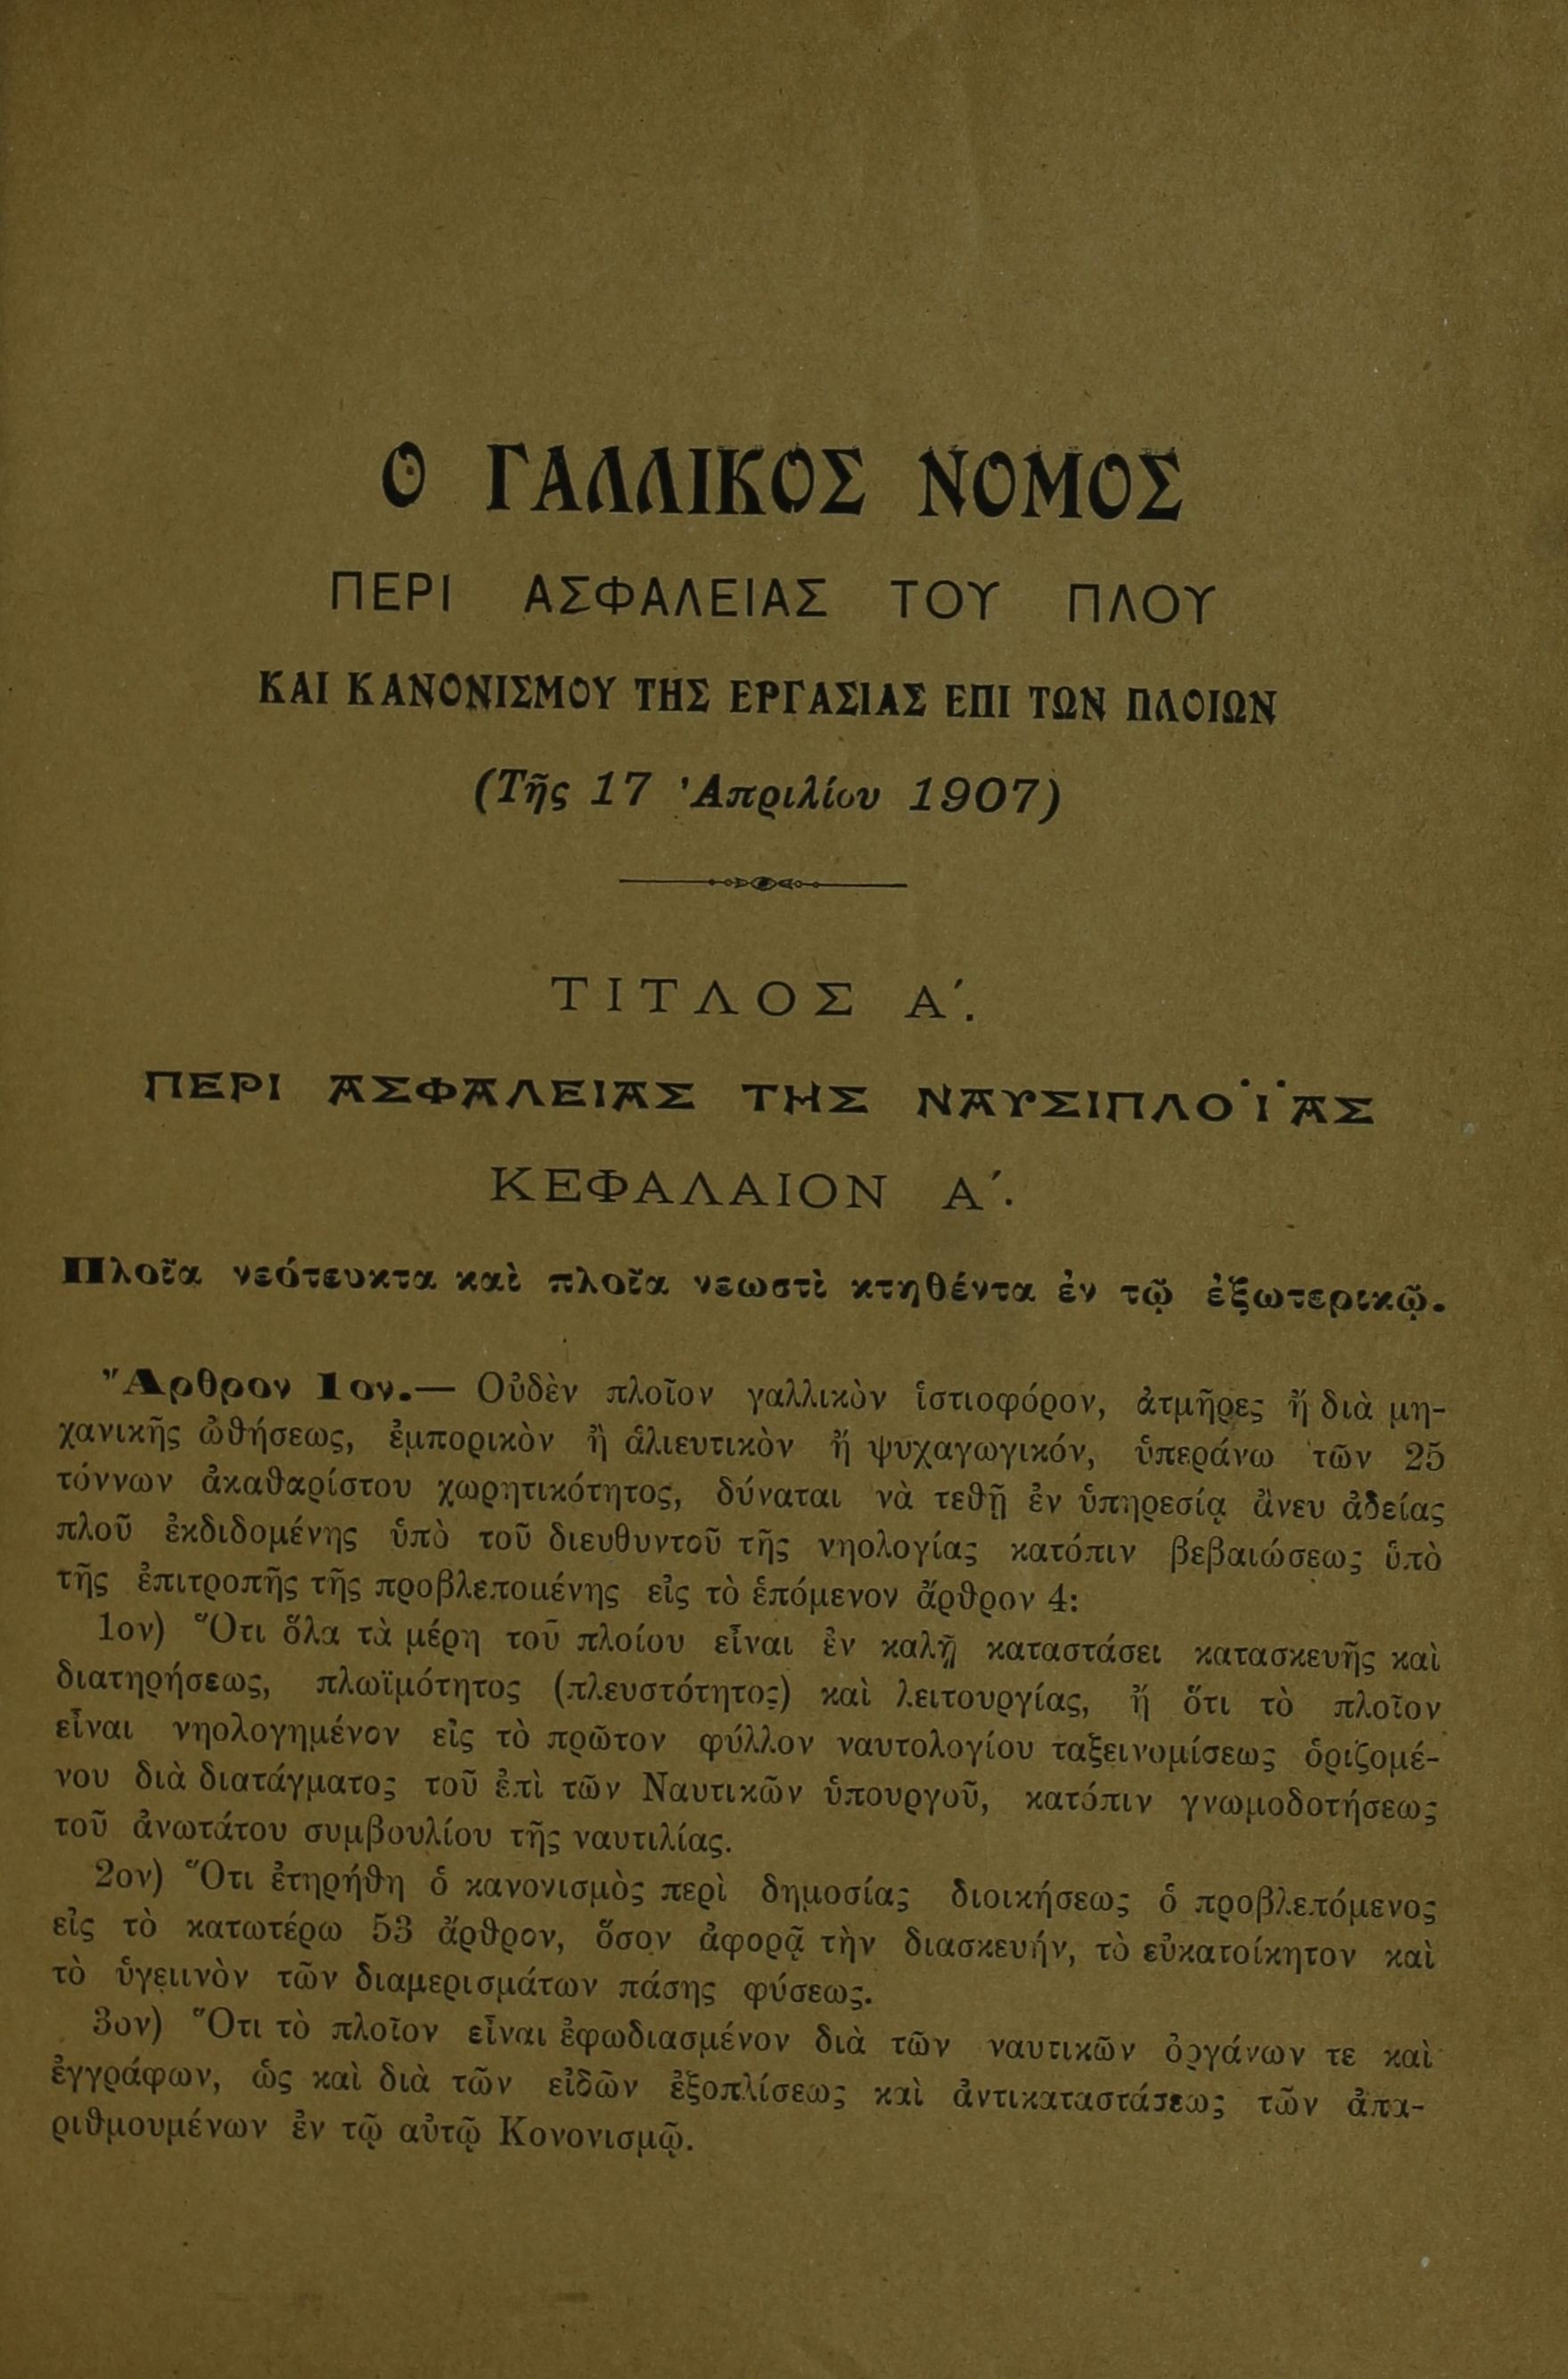 Ο ΓΑΛΛΙΚΟΣ ΝΟΜΟΣ
ΠΕΡΙ ΑΣΦΑΛΕΙΑΣ ΤΟΥ ΠΛΟΥ
ΚΑΙ ΚΑΝΟΝΙΣΜΟΥ ΤΗΣ ΕΡΓΑΣΙΑΣ ΕΠΙ ΤΩΝ ΠΛΟΙΩΝ
(Τῆς 17 Ἀπριλίου 1907)
ΤΙΤΛΟΣ Α΄.
ΠΕΡΙ ΑΣΦΑΛΕΙΑΣ ΤΗΣ ΝΑΥΣΙΠΛΟΪΑΣ
ΚΕΦΑΛΑΙΟΝ Α΄.
Πλοῖα νεότευκτα καὶ πλοῖα νεωστὶ κτηθέντα ἐν τῷ ἐξωτερικῷ.
Ἄρθρον 1ον.— Οὐδὲν πλοῖον γαλλικὸν ἱστιοφόρον, ἀτμῆρες ἤ διὰ μη-
χανικῆς ὠθήσεως, ἐμπορικὸν ἢ ἁλιευτικὸν ἤ ψυχαγωγικόν, ὑπεράνω τῶν 25
τόννων ἀκαθαρίστου χωρητικότητος, δύναται νὰ τεθῇ ἐν ὑπηρεσίᾳ ἄνευ ἀδείας
πλοῦ ἐκδιδομένης ὑπὸ τοῦ διευθυντοῦ τῆς νηολογίας κατόπιν βεβαιώσεως ὑπὸ
τῆς ἐπιτροπῆς τῆς προβλεπομένης εἰς τὸ ἑπόμενον ἄρθρον 4:
1ον) Ὅτι ὅλα τὰ μέρη τοῦ πλοίου εἶναι ἐν καλῇ καταστάσει κατασκευῆς καὶ
διατηρήσεως, πλωϊμότητος (πλευστότητος) καὶ λειτουργίας, ἤ ὅτι τὸ πλοῖον
εἶναι νηολογημένον εἰς τὸ πρῶτον φύλλον ναυτολογίου ταξεινομίσεως ὁριζομέ-
νου διὰ διατάγματος τοῦ ἐπὶ τῶν Ναυτικῶν ὑπουργοῦ, κατόπιν γνωμοδοτήσεως
τοῦ ἀνωτάτου συμβουλίου τῆς ναυτιλίας.
2ον) Ὅτι ἐτηρήθη ὁ κανονισμὸς περὶ δημοσίας διοικήσεως ὁ προβλεπόμενος
εἰς τὸ κατωτέρω 53 ἄρθρον, ὅσον ἀφορᾷ τὴν διασκευήν, τὸ εὐκατοίκητον καὶ
τὸ ὑγειινὸν τῶν διαμερισμάτων πάσης φύσεως.
3ον) Ὅτι τὸ πλοῖον εἶναι ἐφωδιασμένον διὰ τῶν ναυτικῶν ὀργάνων τε καὶ
ἐγγράφων, ὡς καὶ διὰ τῶν εἰδῶν ἐξοπλίσεως καὶ ἀντικαταστάσεως τῶν ἀπα-
ριθμουμένων ἐν τῷ αὐτῷ Κονονισμῷ.